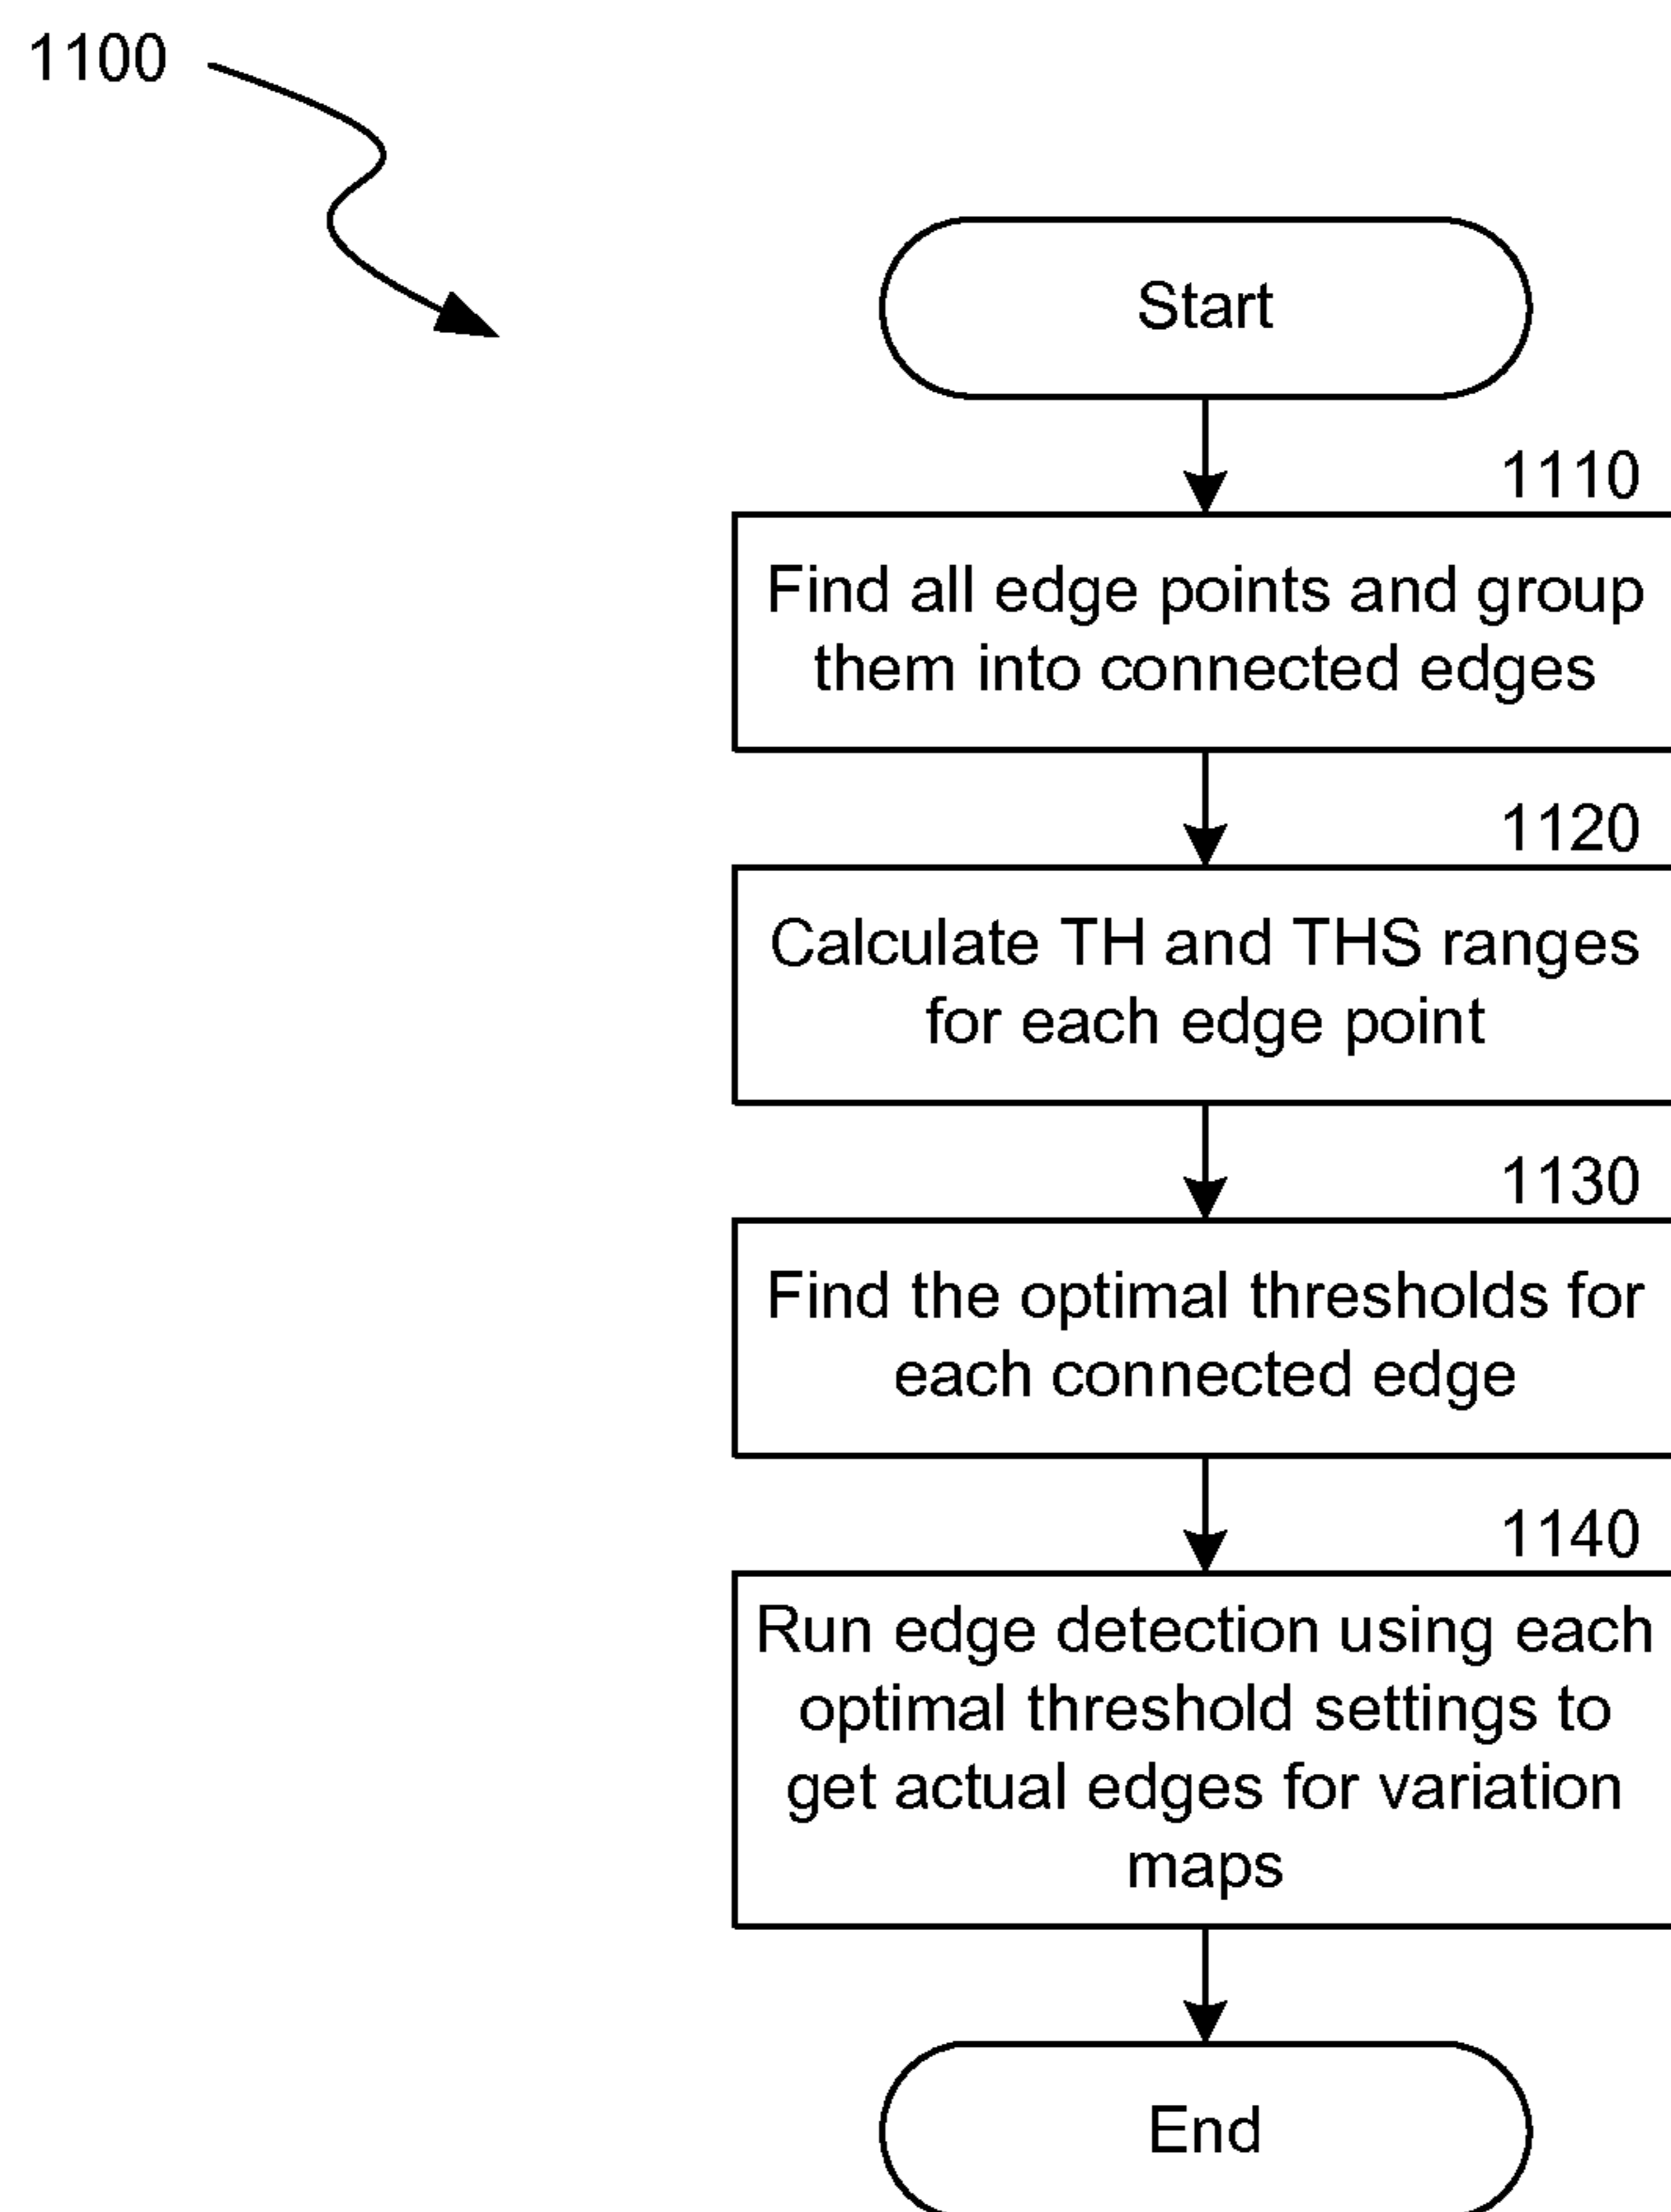 1100
Start
1110
Find all edge points and group
them into connected edges
1120
Calculate TH and THS ranges
for each edge point
1130
Find the optimal thresholds for
each connected edge
1140
Run edge detection using each
optimal threshold settings to
get actual edges for variation
maps
End